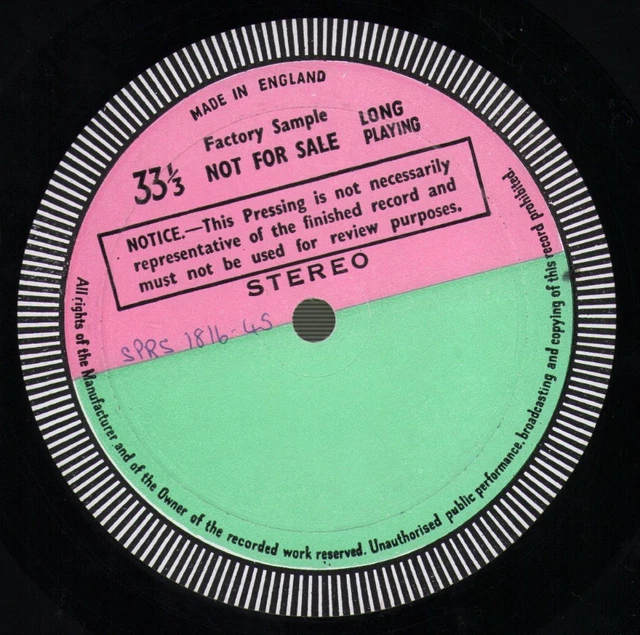 MADE IN ENGLAND
33⅓
Factory Sample
NOT FOR SALE
LONG
PLAYING
NOTICE.—This Pressing is not necessarily
representative of the finished record and
must not be used for review purposes.
STEREO
SPRS 1816-4S
All rights of the Manufacturer and of the Owner of the recorded work reserved. Unauthorised public performance, broadcasting and copying of this record prohibited.